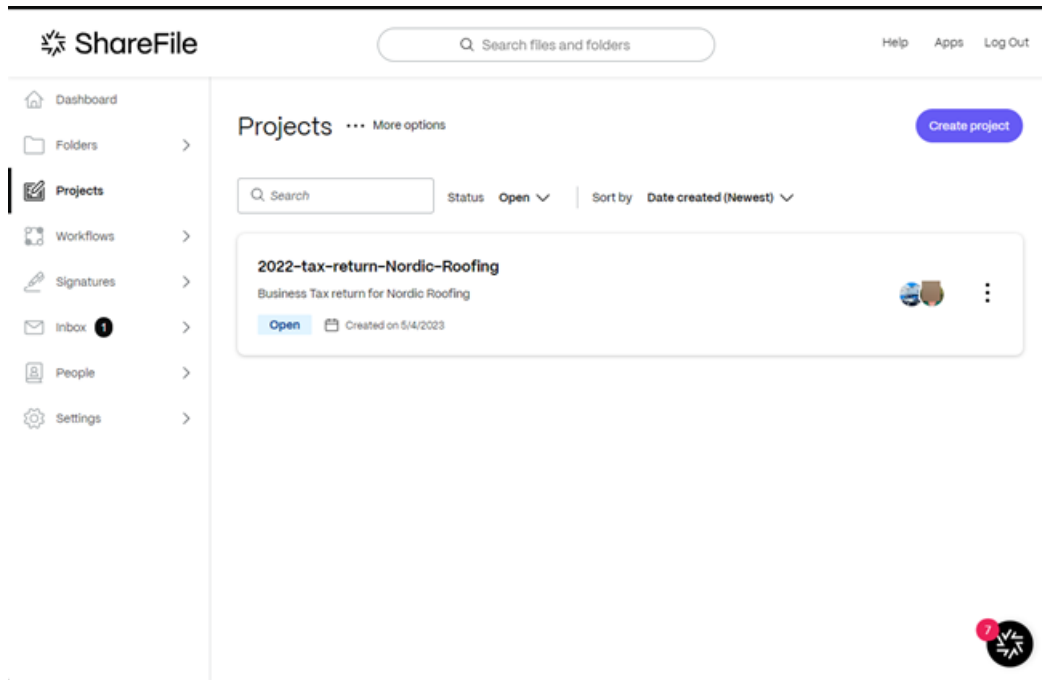 ShareFile
Search files and folders
Help Apps Log Out
Dashboard
Folders
Projects
Workflows
Signatures
Inbox 1
People
Settings
Projects ··· More options
Create project
Search
Status Open
Sort by Date created (Newest)
2022-tax-return-Nordic-Roofing
Business Tax return for Nordic Roofing
Open Created on 5/4/2023
7